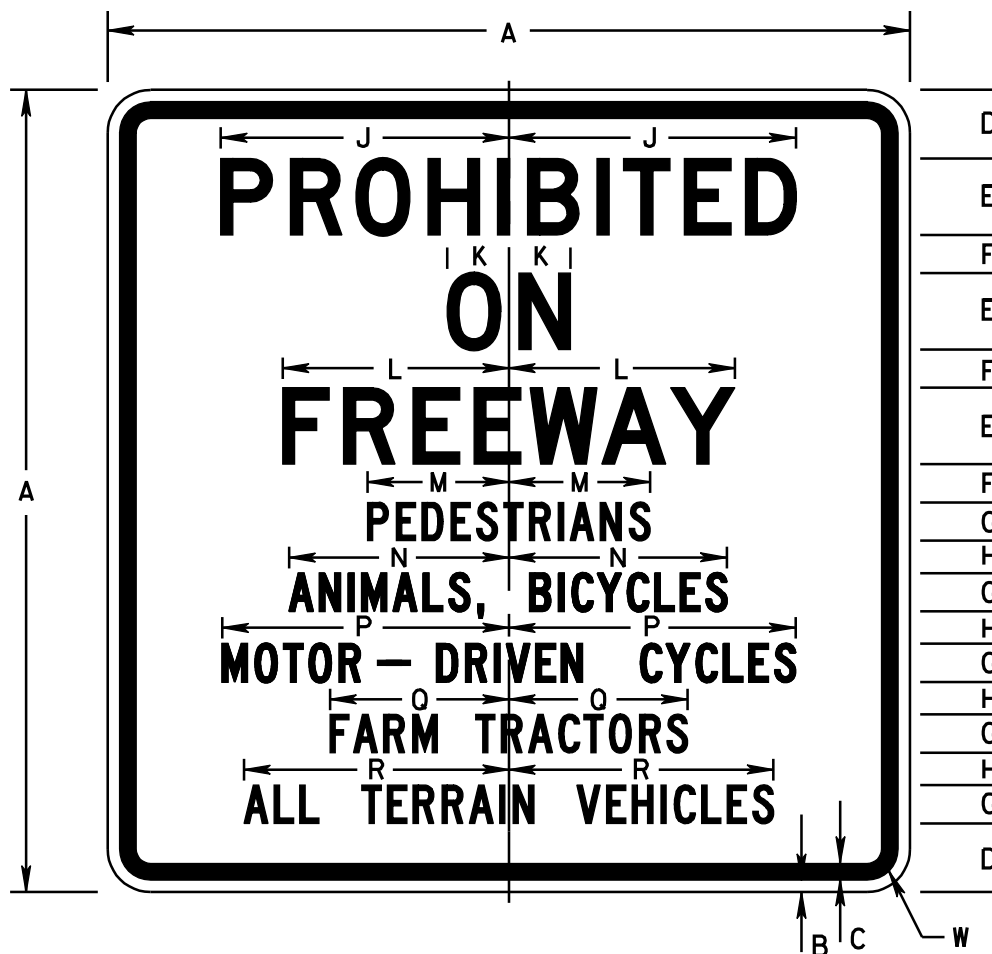 A
D
J J
PROHIBITED E
K K F
ON E
L L F
FREEWAY E
M M F
A
PEDESTRIANS
N N H
ANIMALS, BICYCLES
P P H
MOTOR — DRIVEN CYCLES
Q Q H
FARM TRACTORS
R R H
ALL TERRAIN VEHICLES
D
B C W